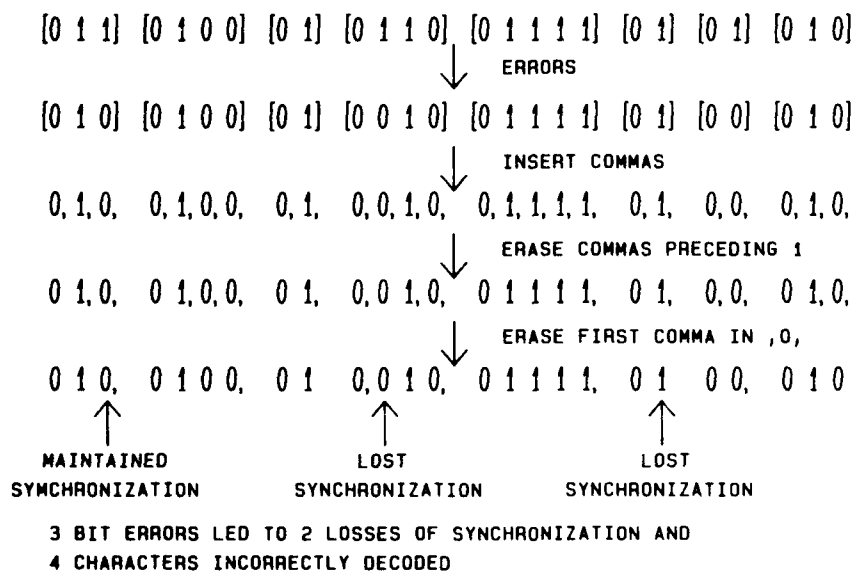 [0 1 1] [0 1 0 0] [0 1] [0 1 1 0] [0 1 1 1 1] [0 1] [0 1] [0 1 0]
ERRORS
[0 1 0] [0 1 0 0] [0 1] [0 0 1 0] [0 1 1 1 1] [0 1] [0 0] [0 1 0]
INSERT COMMAS
0, 1, 0, 0, 1, 0, 0, 0, 1, 0, 0, 1, 0, 0, 1, 1, 1, 1, 0, 1, 0, 0, 0, 1, 0,
ERASE COMMAS PRECEDING 1
0 1, 0, 0 1, 0, 0, 0 1, 0, 0 1, 0, 0 1 1 1 1, 0 1, 0, 0, 0 1, 0,
ERASE FIRST COMMA IN ,0,
0 1 0, 0 1 0 0, 0 1 0, 0 1 0, 0 1 1 1 1, 0 1 0 0, 0 1 0
MAINTAINED LOST LOST
SYMCHRONIZATION SYNCHRONIZATION SYNCHRONIZATION
3 BIT ERRORS LED TO 2 LOSSES OF SYNCHRONIZATION AND
4 CHARACTERS INCORRECTLY DECODED